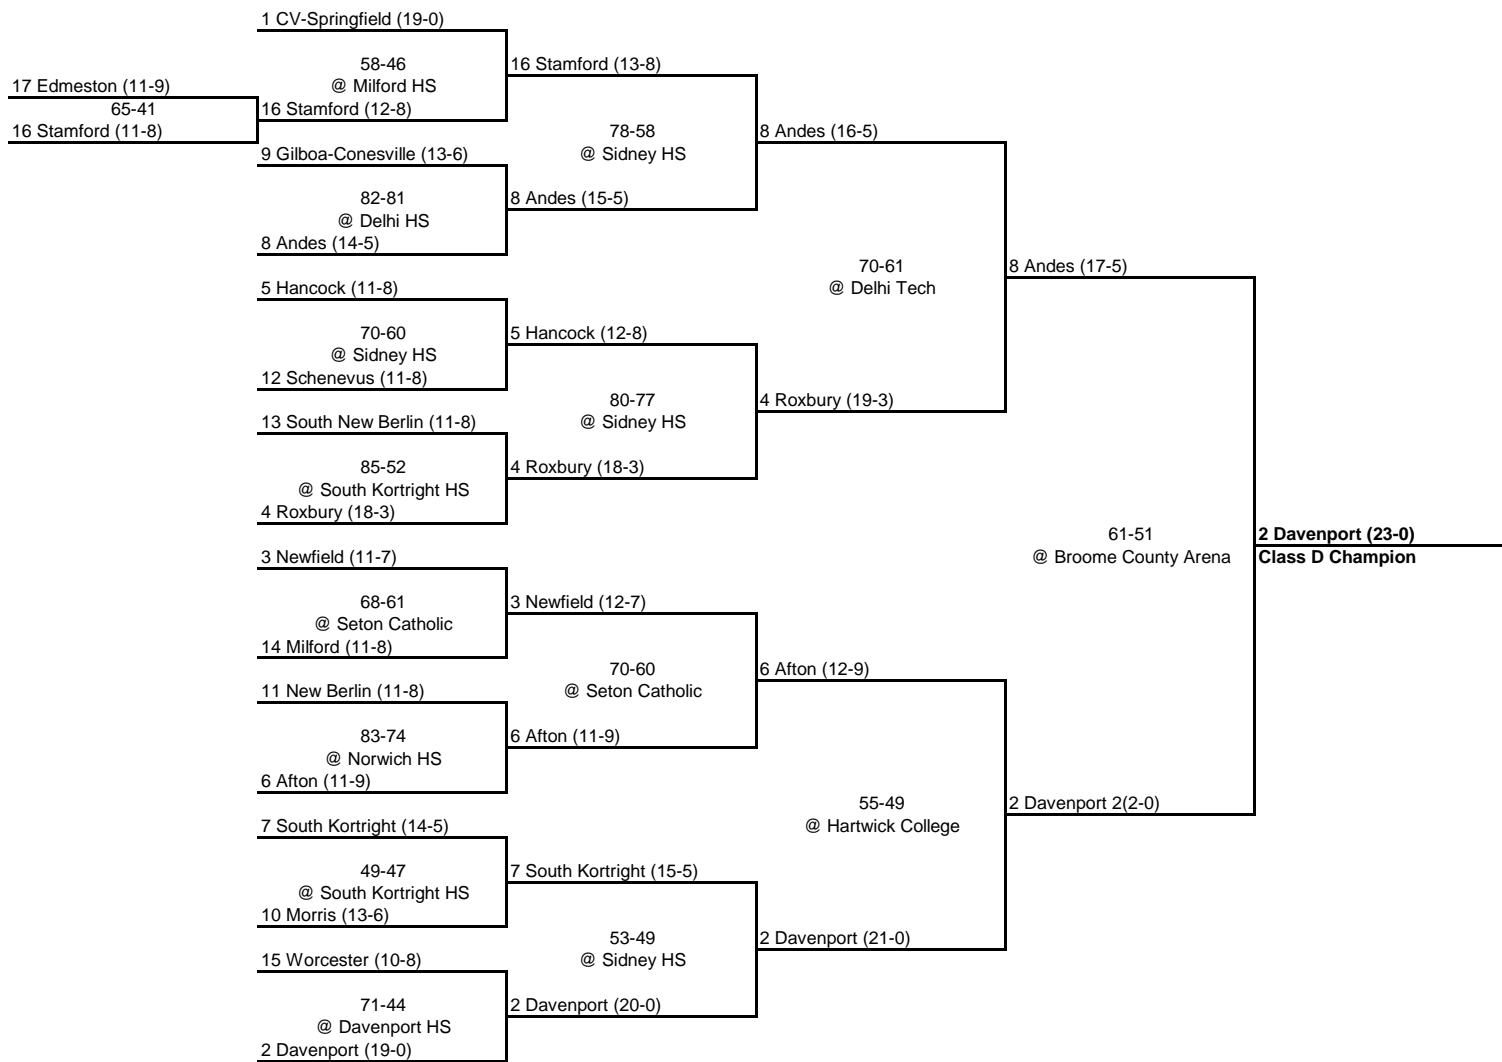 1 CV-Springfield (19-0)
58-46
@ Milford HS
16 Stamford (13-8)
17 Edmeston (11-9)
65-41
16 Stamford (11-8)
16 Stamford (12-8)
78-58
@ Sidney HS
8 Andes (16-5)
9 Gilboa-Conesville (13-6)
82-81
@ Delhi HS
8 Andes (15-5)
8 Andes (14-5)
70-61
@ Delhi Tech
8 Andes (17-5)
5 Hancock (11-8)
70-60
@ Sidney HS
5 Hancock (12-8)
12 Schenevus (11-8)
80-77
@ Sidney HS
4 Roxbury (19-3)
13 South New Berlin (11-8)
85-52
@ South Kortright HS
4 Roxbury (18-3)
4 Roxbury (18-3)
61-51
@ Broome County Arena
2 Davenport (23-0)
Class D Champion
3 Newfield (11-7)
68-61
@ Seton Catholic
3 Newfield (12-7)
14 Milford (11-8)
70-60
@ Seton Catholic
6 Afton (12-9)
11 New Berlin (11-8)
83-74
@ Norwich HS
6 Afton (11-9)
6 Afton (11-9)
55-49
@ Hartwick College
2 Davenport 2(2-0)
7 South Kortright (14-5)
49-47
@ South Kortright HS
7 South Kortright (15-5)
10 Morris (13-6)
53-49
@ Sidney HS
2 Davenport (21-0)
15 Worcester (10-8)
71-44
@ Davenport HS
2 Davenport (20-0)
2 Davenport (19-0)